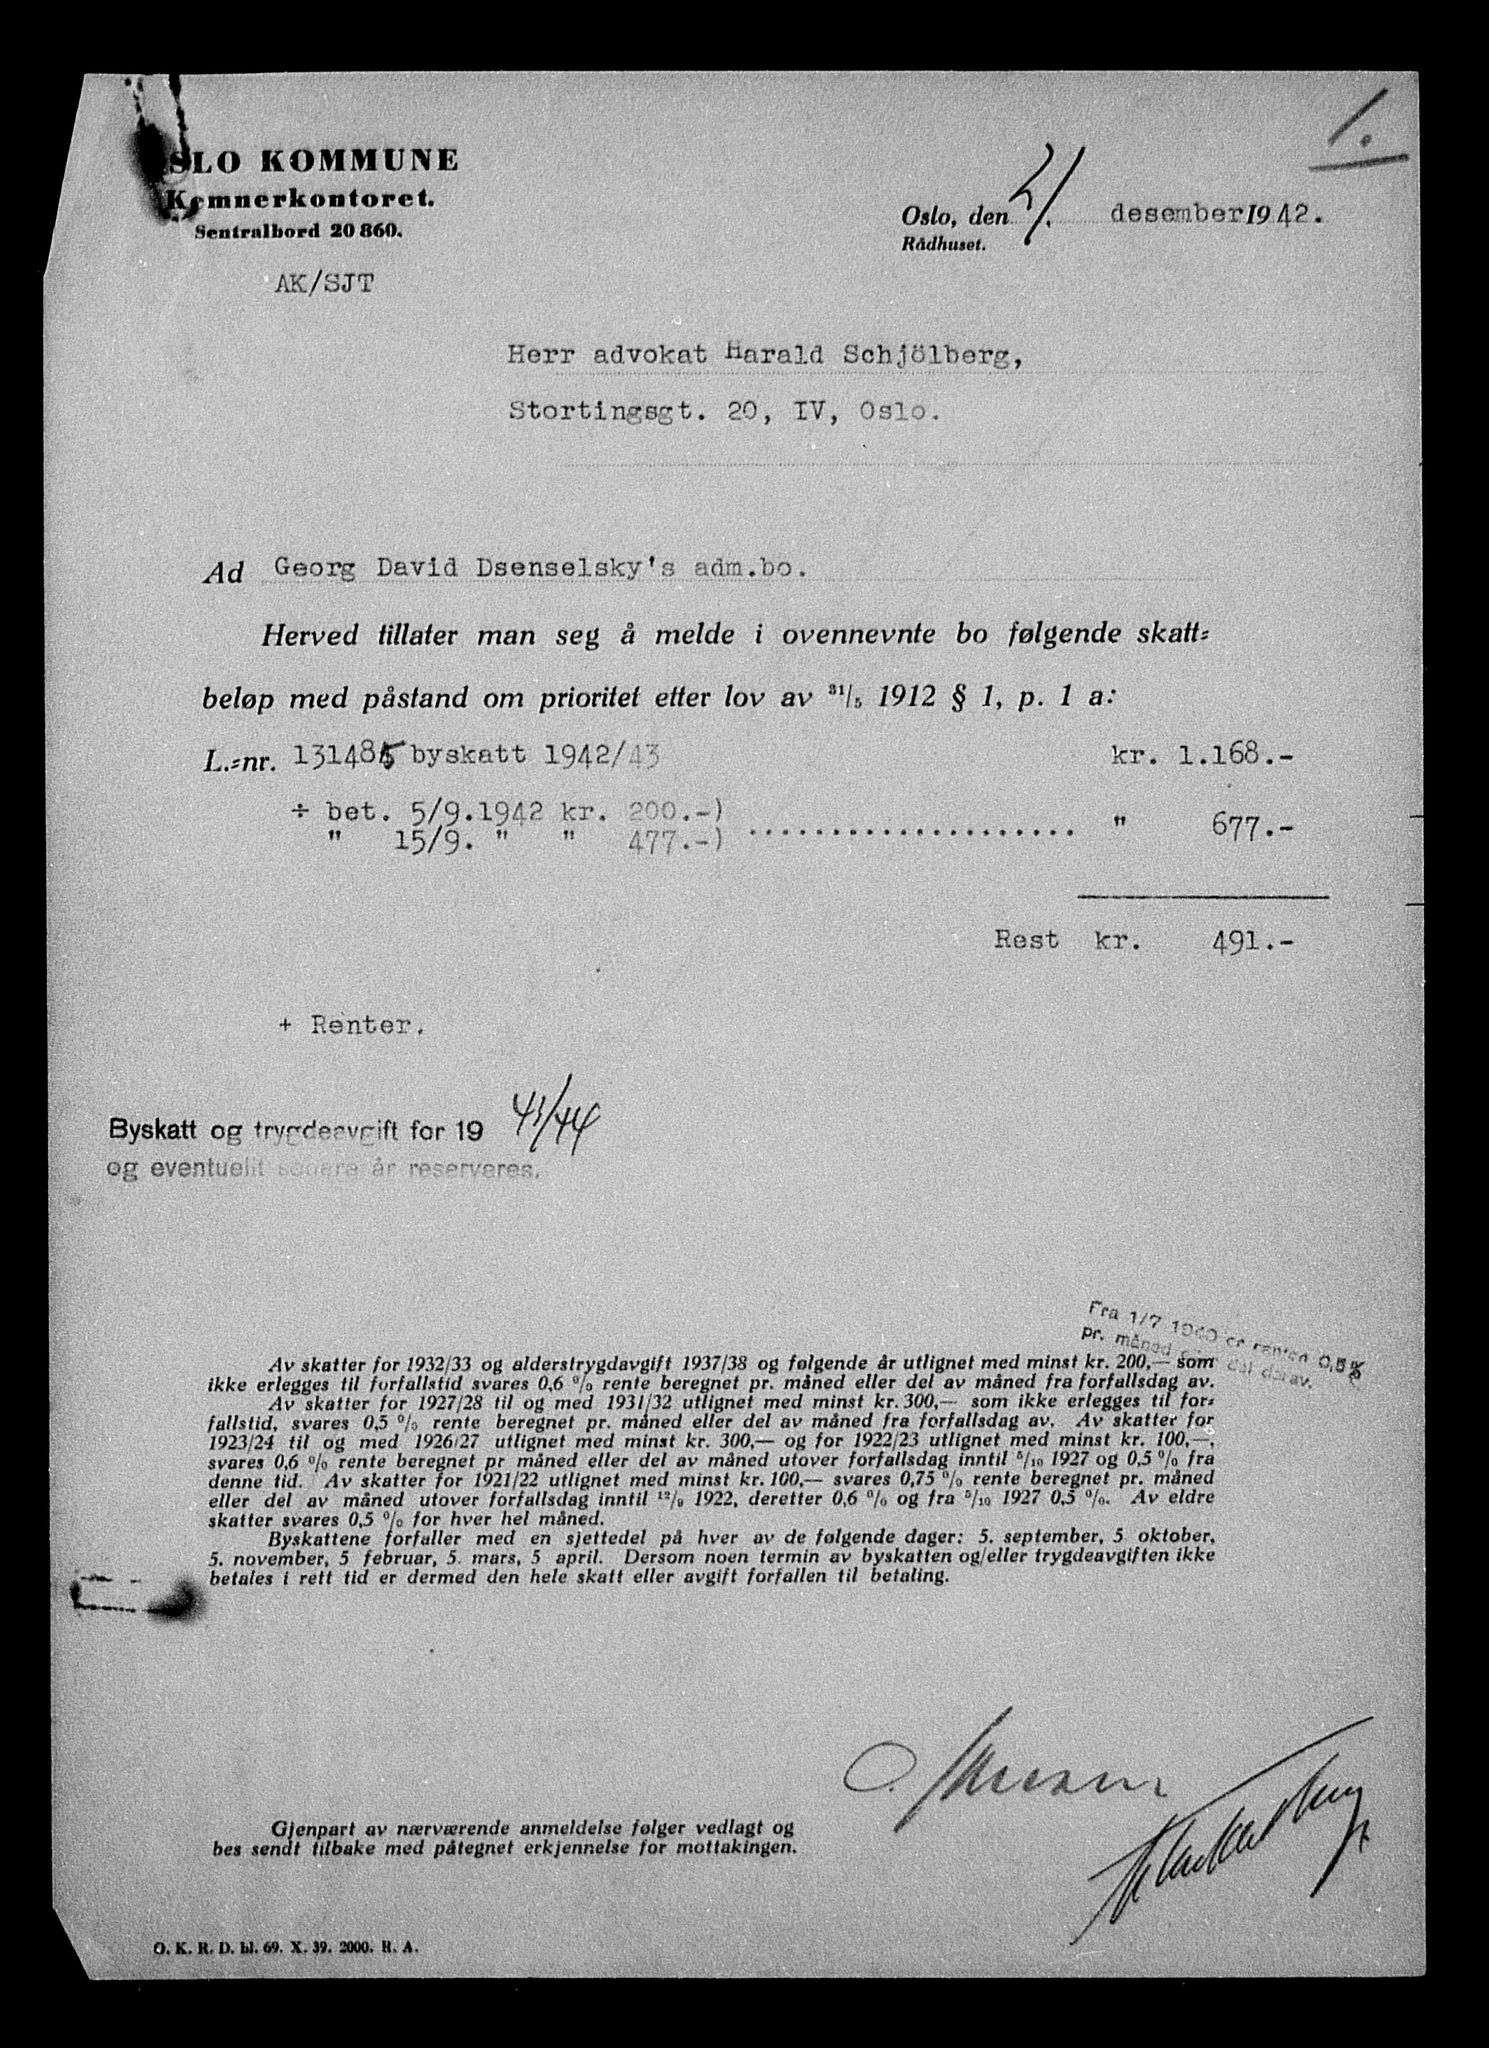 1.
OSLO KOMMUNE
Kemnerkontoret.
Sentralbord 20 860.
Oslo, den 21. desember 1942.
Rådhuset.
AK/SJT
Herr advokat Harald Schjölberg,
Stortingsgt. 20, IV, Oslo.
Ad Georg David Dsenselsky's adm.bo.
Herved tillater man seg å melde i ovennevnte bo følgende skatt-
beløp med påstand om prioritet etter lov av 31/5 1912 § 1, p. 1 a:
L.-nr. 131485 byskatt 1942/43 kr. 1.168.-
÷ bet. 5/9.1942 kr. 200.-)
" 15/9. " " 477.-) ...................... " 677.-
Rest kr. 491.-
+ Renter.
Byskatt og trygdeavgift for 19 43/44
og eventuelt senere år reserveres.
Fra 1/7 1940 er renten 0,5%
pr. måned eller del derav.
Av skatter for 1932/33 og alderstrygdavgift 1937/38 og følgende år utlignet med minst kr. 200,— som
ikke erlegges til forfallstid svares 0,6 % rente beregnet pr. måned eller del av måned fra forfallsdag av.
Av skatter for 1927/28 til og med 1931/32 utlignet med minst kr. 300,— som ikke erlegges til for-
fallstid, svares 0,5 % rente beregnet pr. måned eller del av måned fra forfallsdag av. Av skatter for
1923/24 til og med 1926/27 utlignet med minst kr. 300,— og for 1922/23 utlignet med minst kr. 100,—,
svares 0,6 % rente beregnet pr måned eller del av måned utover forfallsdag inntil 5/10 1927 og 0,5 % fra
denne tid. Av skatter for 1921/22 utlignet med minst kr. 100,— svares 0,75 % rente beregnet pr. måned
eller del av måned utover forfallsdag inntil 12/9 1922, deretter 0,6 % og fra 5/10 1927 0,5 %. Av eldre
skatter svares 0,5 % for hver hel måned.
Byskattene forfaller med en sjettedel på hver av de følgende dager: 5. september, 5 oktober,
5. november, 5 februar, 5. mars, 5 april. Dersom noen termin av byskatten og/eller trygdeavgiften ikke
betales i rett tid er dermed den hele skatt eller avgift forfallen til betaling.
Gjenpart av nærværende anmeldelse følger vedlagt og
bes sendt tilbake med påtegnet erkjennelse for mottakingen.
O. K. R. D. bl. 69. X. 39. 2000. H. A.